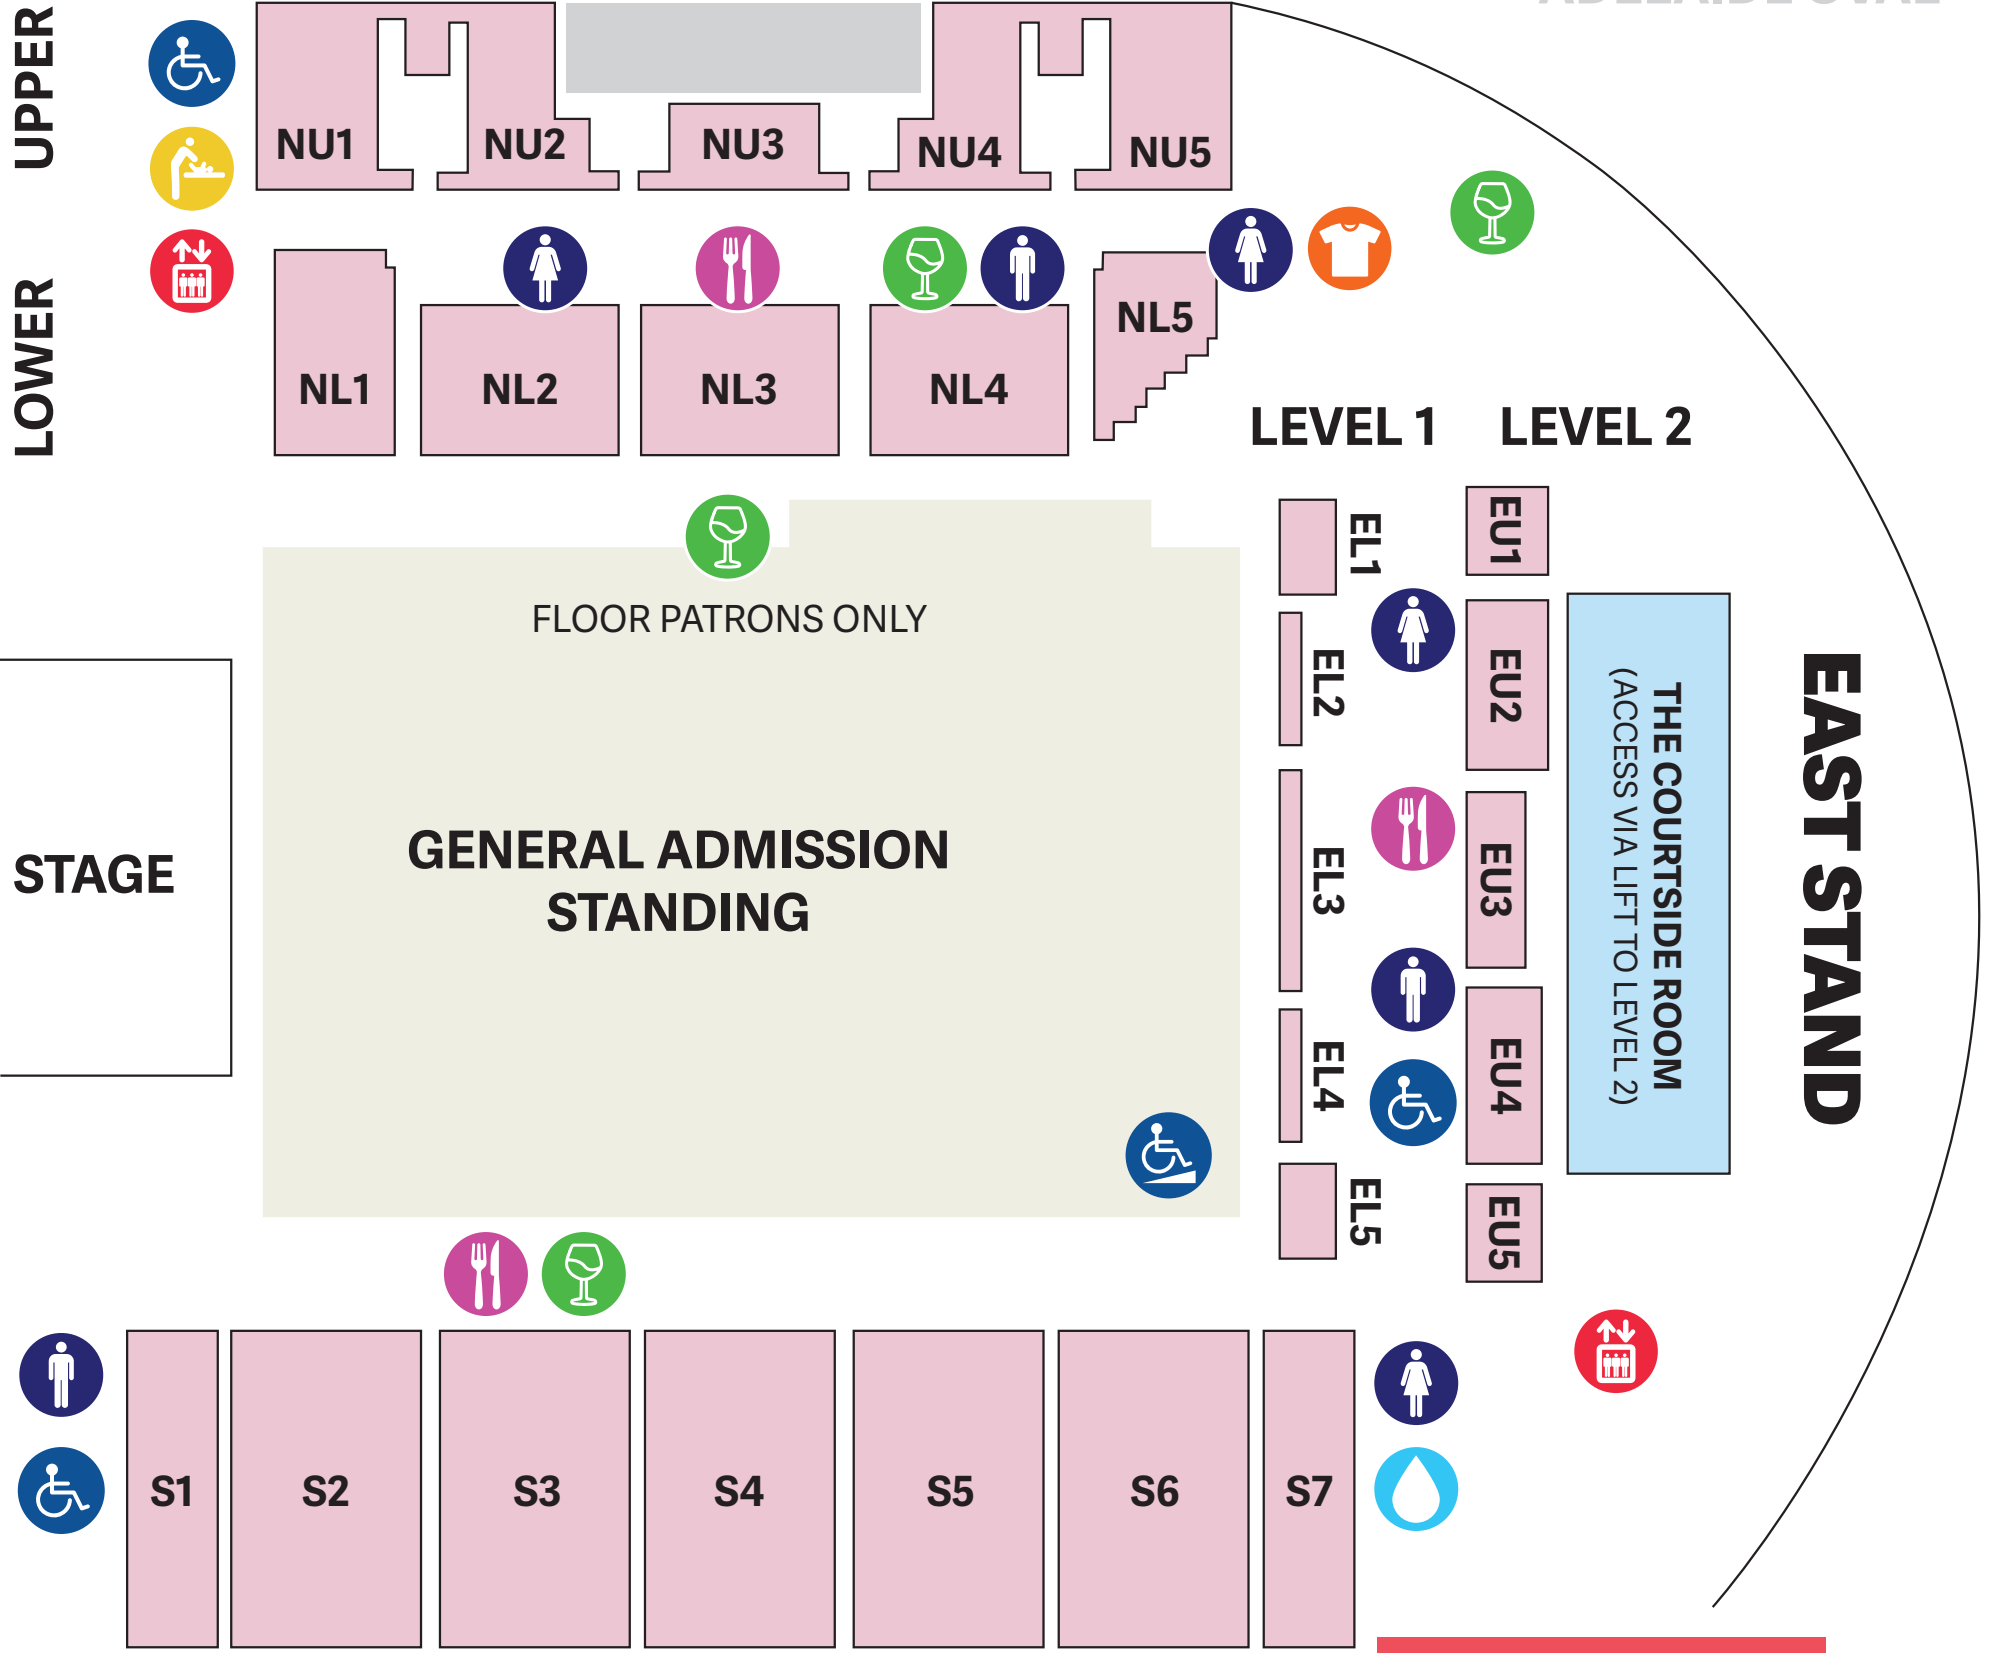 ADELAIDE OVAL
UPPER
NU1
NU2
NU3
NU4
NU5
LOWER
NL1
NL2
NL3
NL4
NL5
LEVEL 1
LEVEL 2
FLOOR PATRONS ONLY
GENERAL ADMISSION
STANDING
STAGE
EL1
EL2
EL3
EL4
EL5
EU1
EU2
EU3
EU4
EU5
THE COURTSIDE ROOM
(ACCESS VIA LIFT TO LEVEL 2)
EAST STAND
S1
S2
S3
S4
S5
S6
S7